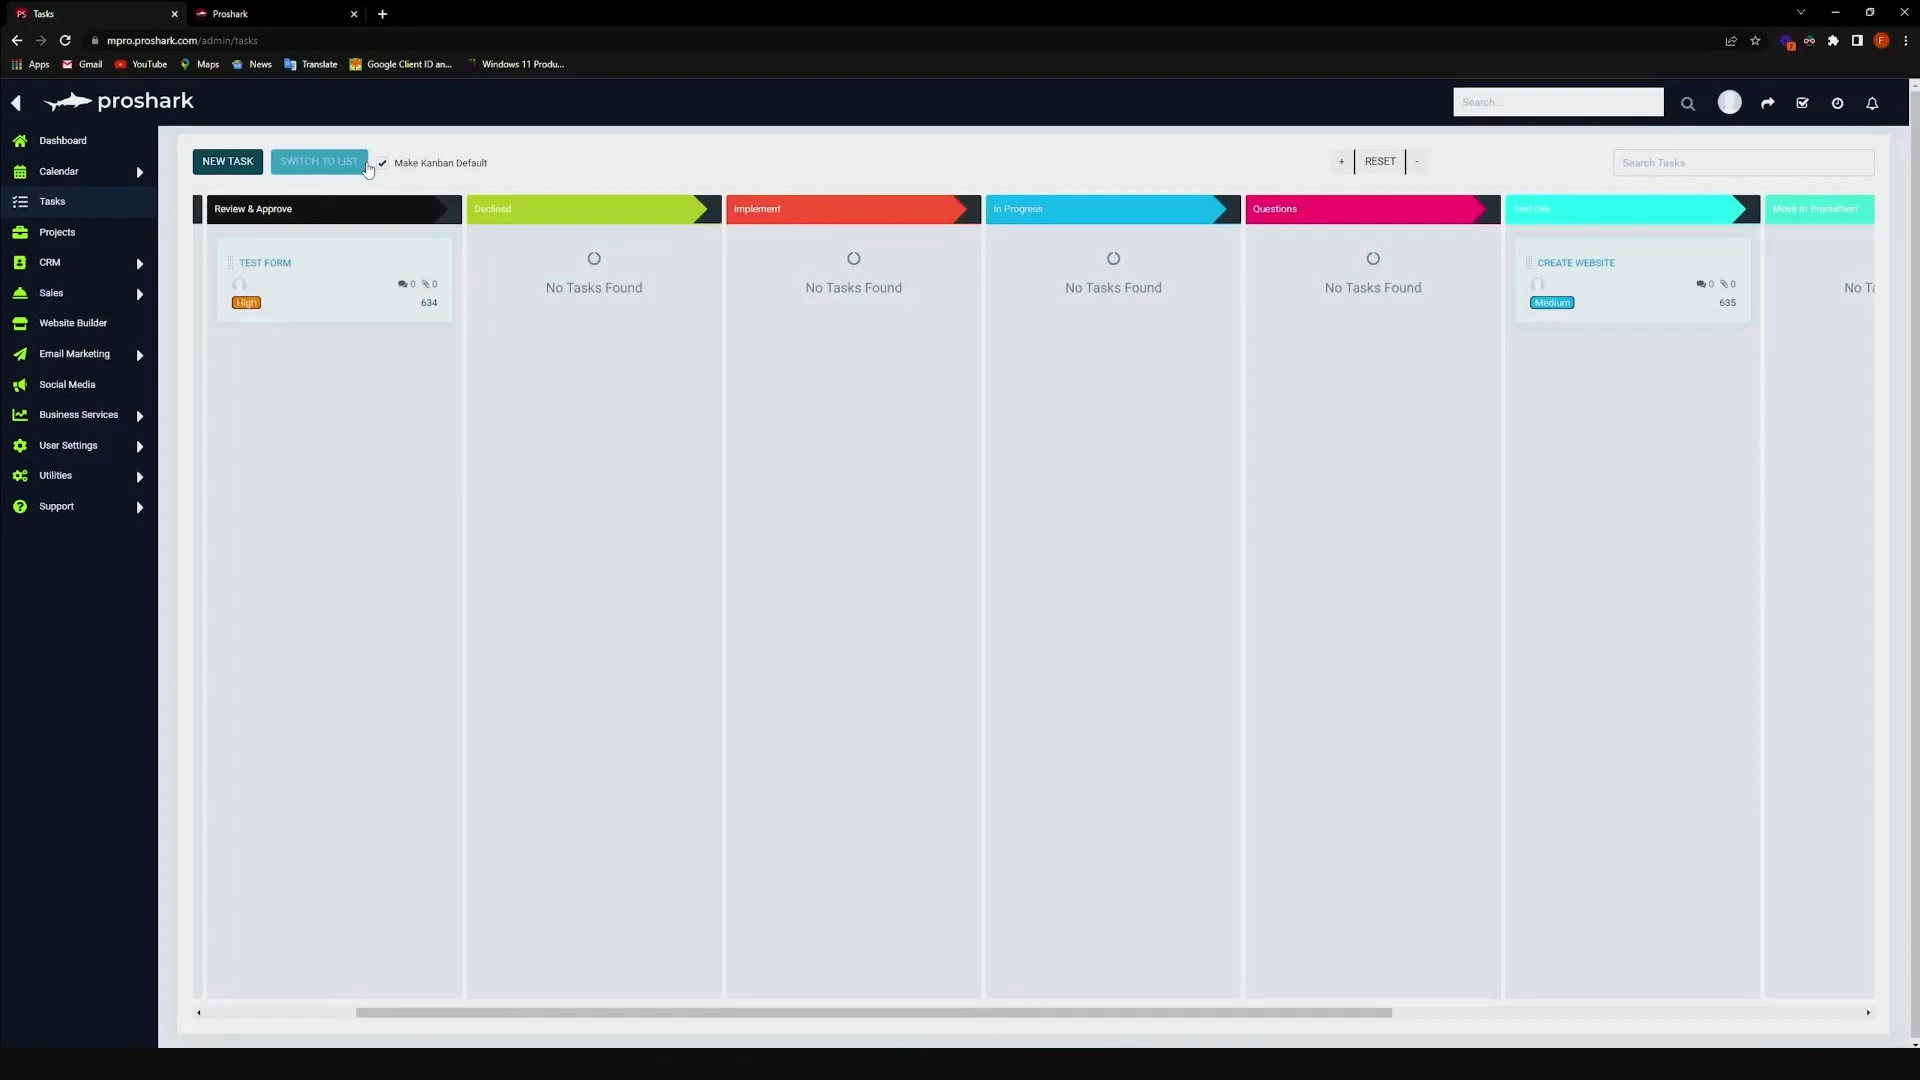 Tasks
Proshark
mpro.proshark.com/admin/tasks
Apps Gmail YouTube Maps News Translate Google Client ID an... Windows 11 Produ...
proshark
Search...
Dashboard
Calendar
Tasks
Projects
CRM
Sales
Website Builder
Email Marketing
Social Media
Business Services
User Settings
Utilities
Support
NEW TASK SWITCH TO LIST Make Kanban Default + RESET - Search Tasks
Review & Approve Declined Implement In Progress Questions Move to Production
TEST FORM
0 0
High 634
No Tasks Found
No Tasks Found
No Tasks Found
No Tasks Found
CREATE WEBSITE
0 0
Medium 635
No Ta